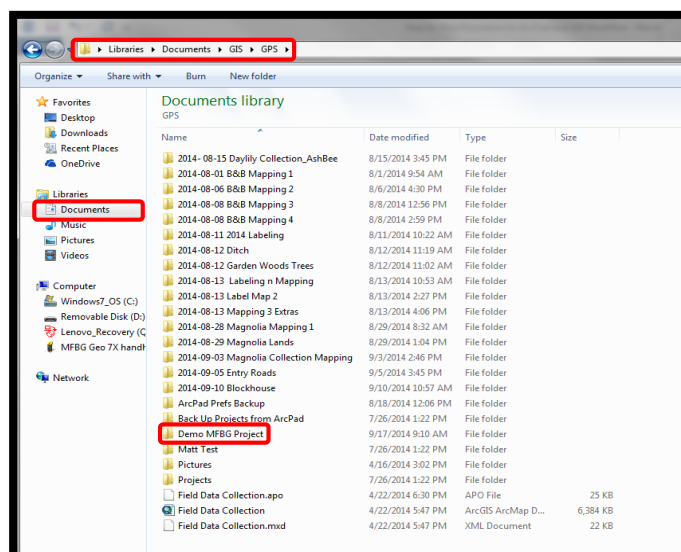 Libraries ▸ Documents ▸ GIS ▸ GPS ▸
Organize Share with Burn New folder
Favorites
Desktop
Downloads
Recent Places
OneDrive
Libraries
Documents
Music
Pictures
Videos
Computer
Windows7_OS (C:)
Removable Disk (D:)
Lenovo_Recovery (Q
MFBG Geo 7X handh
Network
Documents library
GPS
Name Date modified Type Size
2014- 08-15 Daylily Collection_AshBee 8/15/2014 3:45 PM File folder
2014-08-01 B&B Mapping 1 8/1/2014 9:54 AM File folder
2014-08-06 B&B Mapping 2 8/6/2014 4:30 PM File folder
2014-08-08 B&B Mapping 3 8/8/2014 12:56 PM File folder
2014-08-08 B&B Mapping 4 8/8/2014 2:59 PM File folder
2014-08-11 2014 Labeling 8/11/2014 10:22 AM File folder
2014-08-12 Ditch 8/12/2014 11:19 AM File folder
2014-08-12 Garden Woods Trees 8/12/2014 11:02 AM File folder
2014-08-13 Labeling n Mapping 8/13/2014 10:53 AM File folder
2014-08-13 Label Map 2 8/13/2014 2:27 PM File folder
2014-08-13 Mapping 3 Extras 8/13/2014 4:06 PM File folder
2014-08-28 Magnolia Mapping 1 8/29/2014 8:32 AM File folder
2014-08-29 Magnolia Lands 8/29/2014 1:04 PM File folder
2014-09-03 Magnolia Collection Mapping 9/3/2014 2:46 PM File folder
2014-09-05 Entry Roads 9/5/2014 3:45 PM File folder
2014-09-10 Blockhouse 9/10/2014 10:57 AM File folder
ArcPad Prefs Backup 8/18/2014 12:06 PM File folder
Back Up Projects from ArcPad 7/26/2014 1:22 PM File folder
Demo MFBG Project 9/17/2014 9:10 AM File folder
Matt Test 7/26/2014 1:22 PM File folder
Pictures 4/16/2014 3:02 PM File folder
Projects 7/26/2014 1:22 PM File folder
Field Data Collection.apo 4/22/2014 6:30 PM APO File 25 KB
Field Data Collection 4/22/2014 5:47 PM ArcGIS ArcMap D... 6,384 KB
Field Data Collection.mxd 4/22/2014 5:47 PM XML Document 22 KB